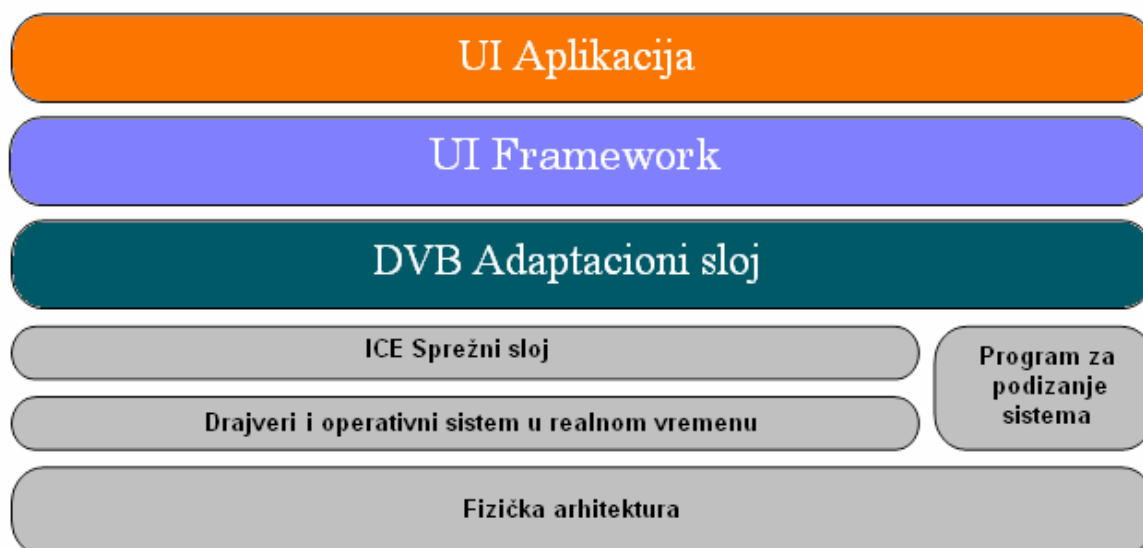 UI Aplikacija
UI Framework
DVB Adaptacioni sloj
ICE Sprežni sloj
Drajveri i operativni sistem u realnom vremenu
Program za
podizanje
sistema
Fizička arhitektura